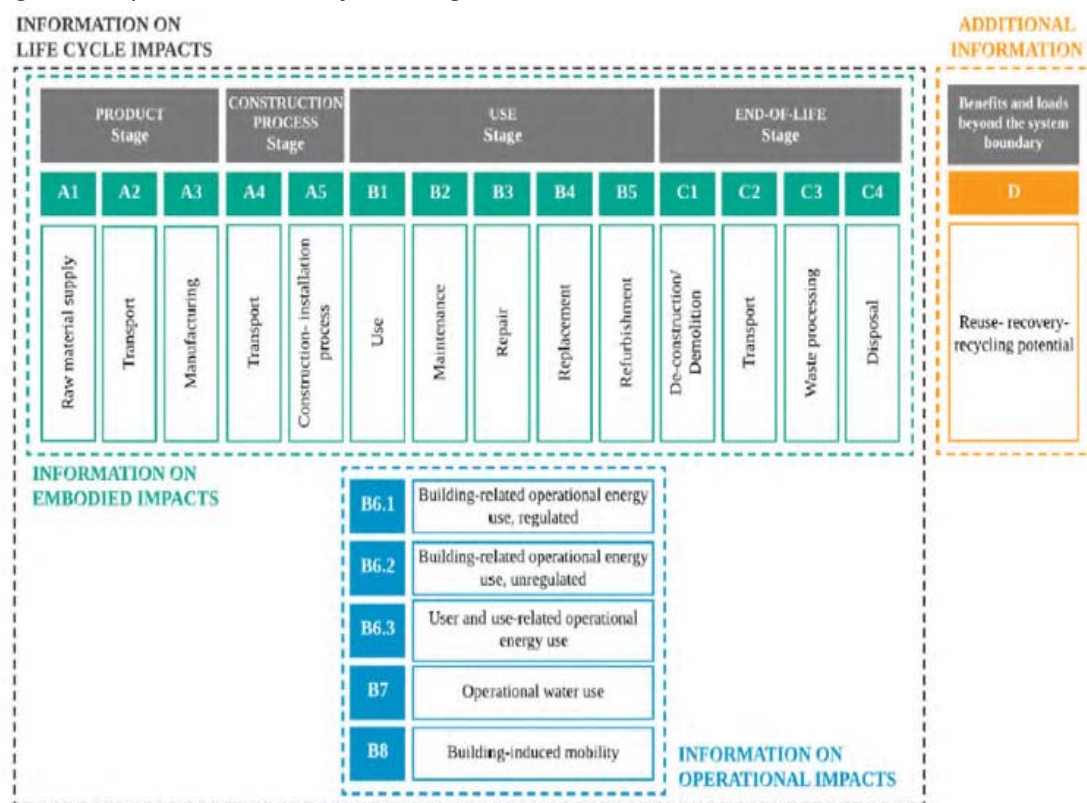 INFORMATION ON
LIFE CYCLE IMPACTS
ADDITIONAL
INFORMATION
PRODUCT
Stage
CONSTRUCTION
PROCESS
Stage
USE
Stage
END-OF-LIFE
Stage
Benefits and loads
beyond the system
boundary
A1
A2
A3
A4
A5
B1
B2
B3
B4
B5
C1
C2
C3
C4
D
Raw material supply
Transport
Manufacturing
Transport
Construction- installation
process
Use
Maintenance
Repair
Replacement
Refurbishment
De-construction/
Demolition
Transport
Waste processing
Disposal
Reuse- recovery-
recycling potential
INFORMATION ON
EMBODIED IMPACTS
B6.1
Building-related operational energy
use, regulated
B6.2
Building-related operational energy
use, unregulated
B6.3
User and use-related operational
energy use
B7
Operational water use
B8
Building-induced mobility
INFORMATION ON
OPERATIONAL IMPACTS